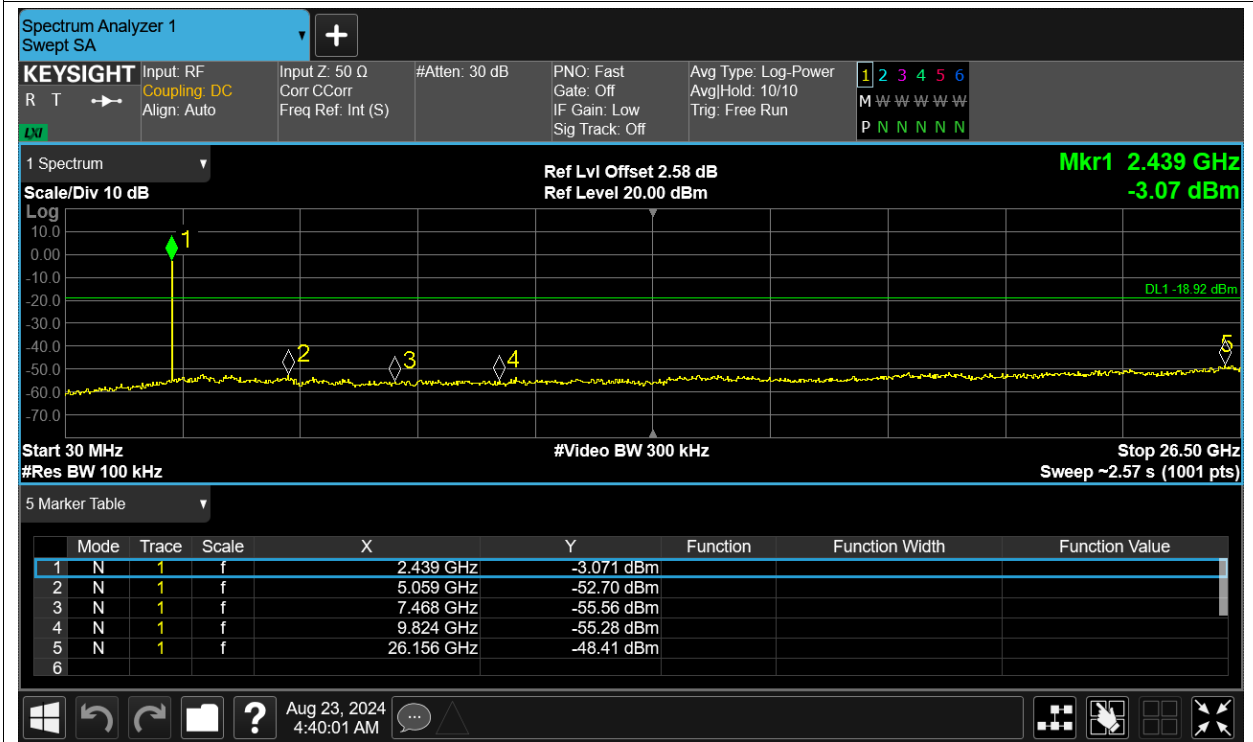 Spectrum Analyzer 1
Swept SA
KEYSIGHT
R T
LXI
Input: RF
Coupling: DC
Align: Auto
Input Z: 50 Ω
Corr CCorr
Freq Ref: Int (S)
#Atten: 30 dB
PNO: Fast
Gate: Off
IF Gain: Low
Sig Track: Off
Avg Type: Log-Power
Avg|Hold: 10/10
Trig: Free Run
1 2 3 4 5 6
M W W W W W
P N N N N N
1 Spectrum
Scale/Div 10 dB
Ref Lvl Offset 2.58 dB
Ref Level 20.00 dBm
Mkr1 2.439 GHz
-3.07 dBm
Log
10.0
0.00
-10.0
-20.0
-30.0
-40.0
-50.0
-60.0
-70.0
1
2
3
4
5
DL1 -18.92 dBm
Start 30 MHz
#Res BW 100 kHz
#Video BW 300 kHz
Stop 26.50 GHz
Sweep ~2.57 s (1001 pts)
5 Marker Table
Mode Trace Scale X Y Function Function Width Function Value
1 N 1 f 2.439 GHz -3.071 dBm
2 N 1 f 5.059 GHz -52.70 dBm
3 N 1 f 7.468 GHz -55.56 dBm
4 N 1 f 9.824 GHz -55.28 dBm
5 N 1 f 26.156 GHz -48.41 dBm
6
?
Aug 23, 2024
4:40:01 AM